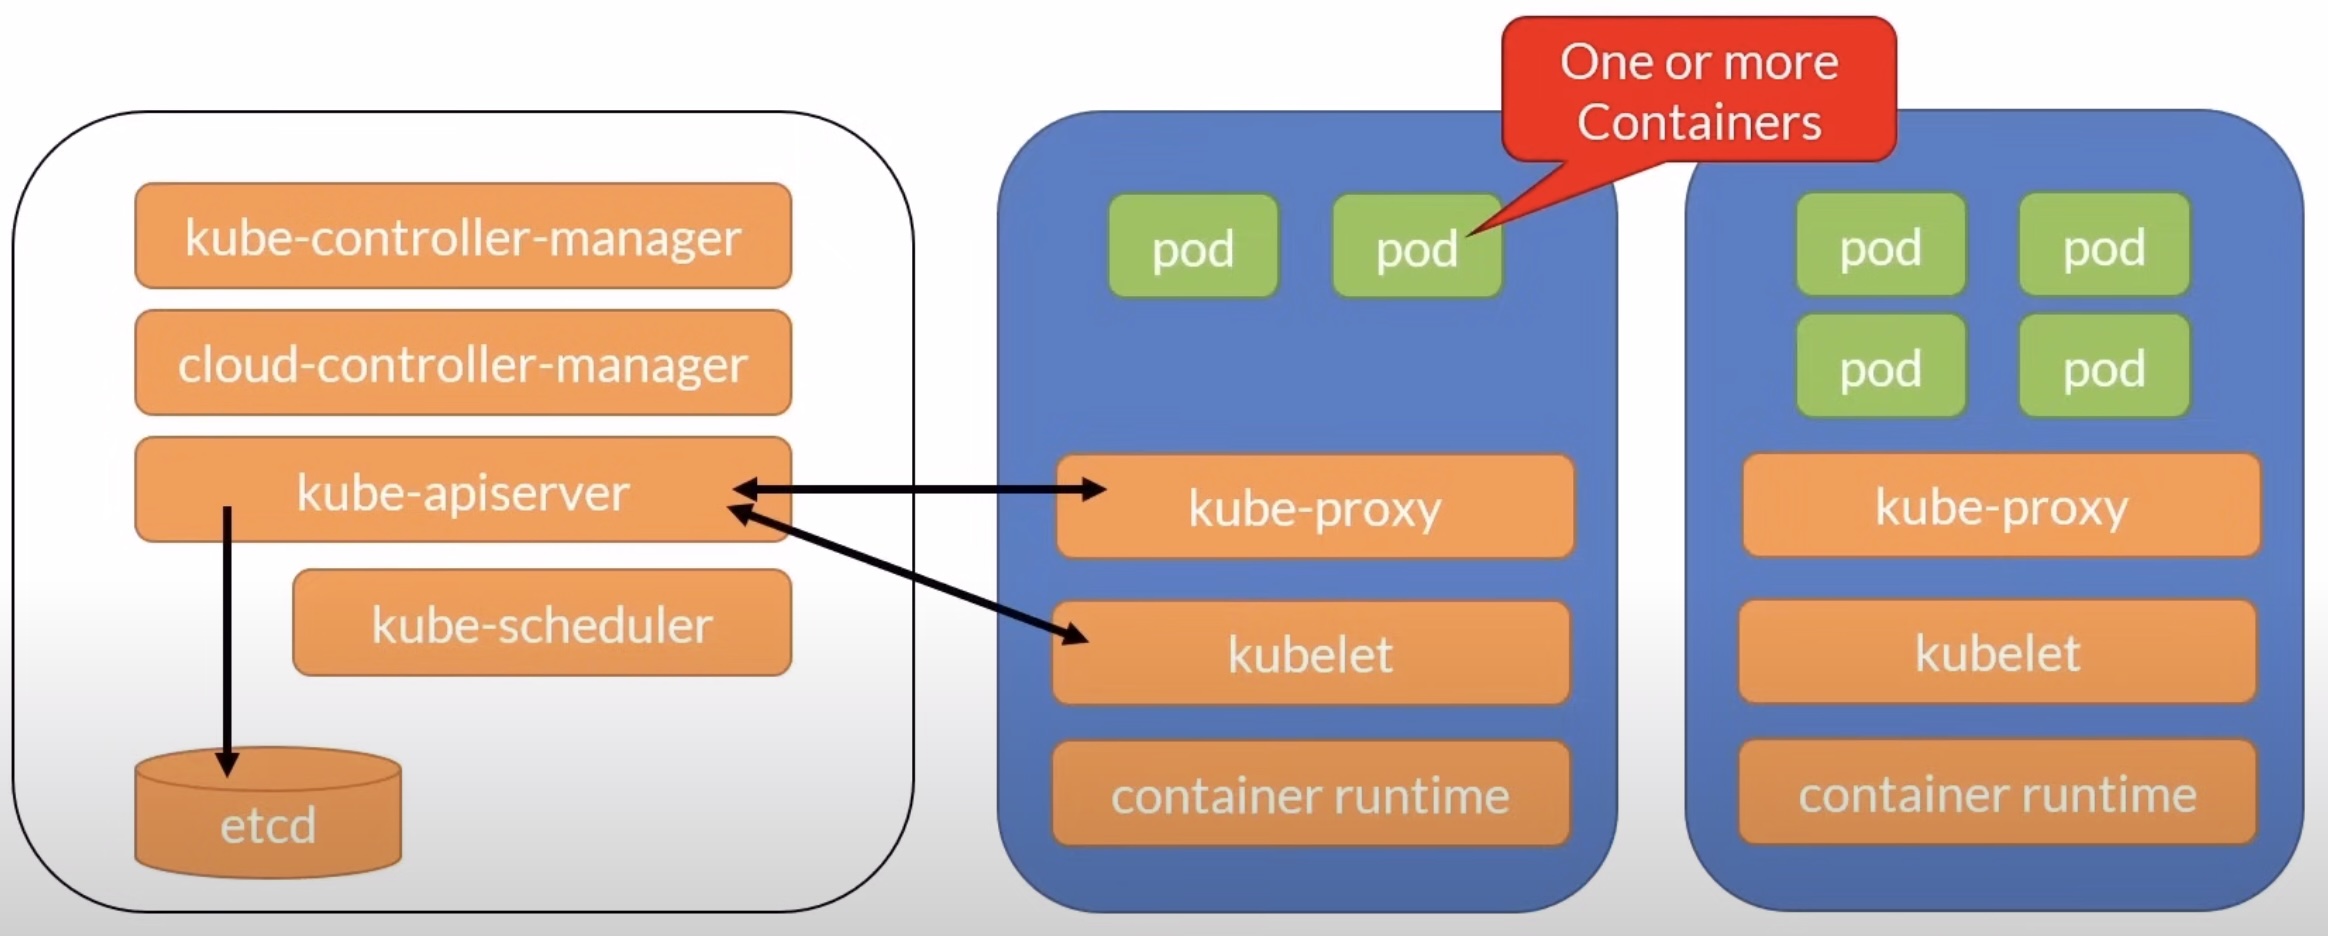 One or more
Containers
kube-controller-manager
cloud-controller-manager
kube-apiserver
kube-scheduler
etcd
pod
pod
kube-proxy
kubelet
container runtime
pod
pod
pod
pod
kube-proxy
kubelet
container runtime